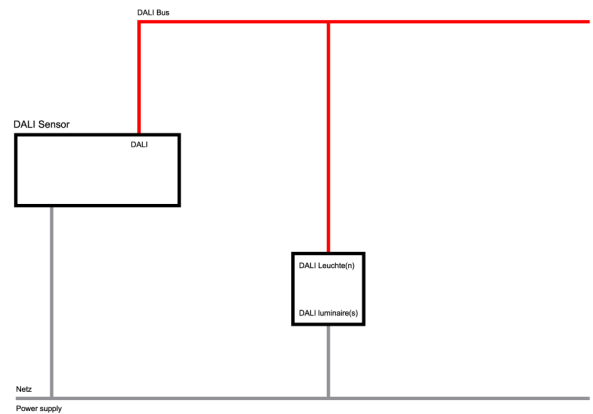 DALI Bus
DALI Sensor
DALI
DALI Leuchte(n)
DALI luminaire(s)
Netz
Power supply